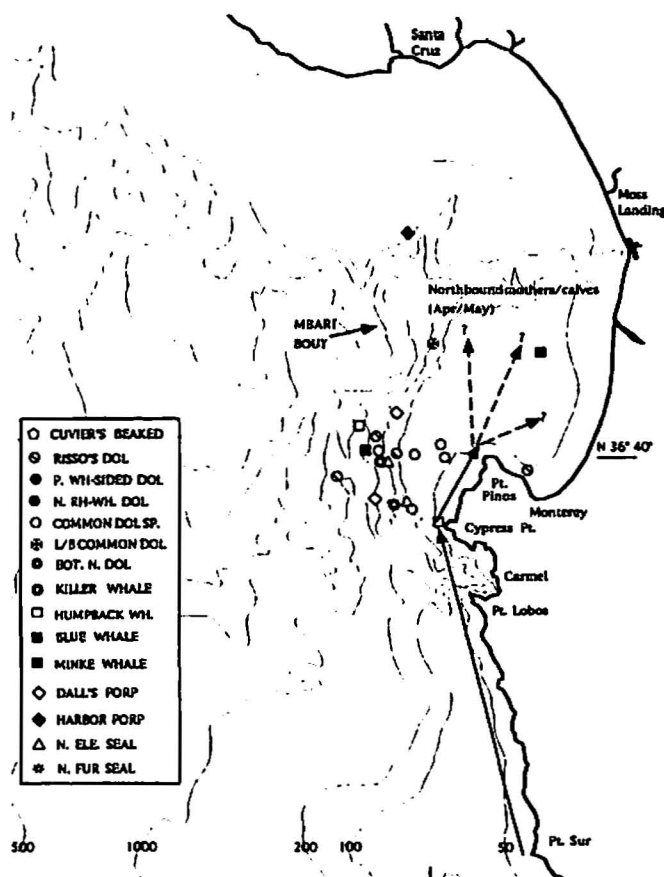 Santa
Cruz
Moss
Landing
Northbound mothers/calves
(Apr/May)
?
?
?
MBARI
BOUY
N 36° 40'
Pt.
Pinos
Monterey
Cypress Pt.
Carmel
Pt. Lobos
Pt. Sur
CUVIER'S BEAKED
RISSO'S DOL
P. WH-SIDED DOL
N. RH-WH. DOL
COMMON DOL SP.
L/B COMMON DOL.
BOT. N. DOL
KILLER WHALE
HUMPBACK WH.
BLUE WHALE
MINKE WHALE
DALL'S PORP
HARBOR PORP
N. ELE. SEAL
N. FUR SEAL
500
1000
200
100
50